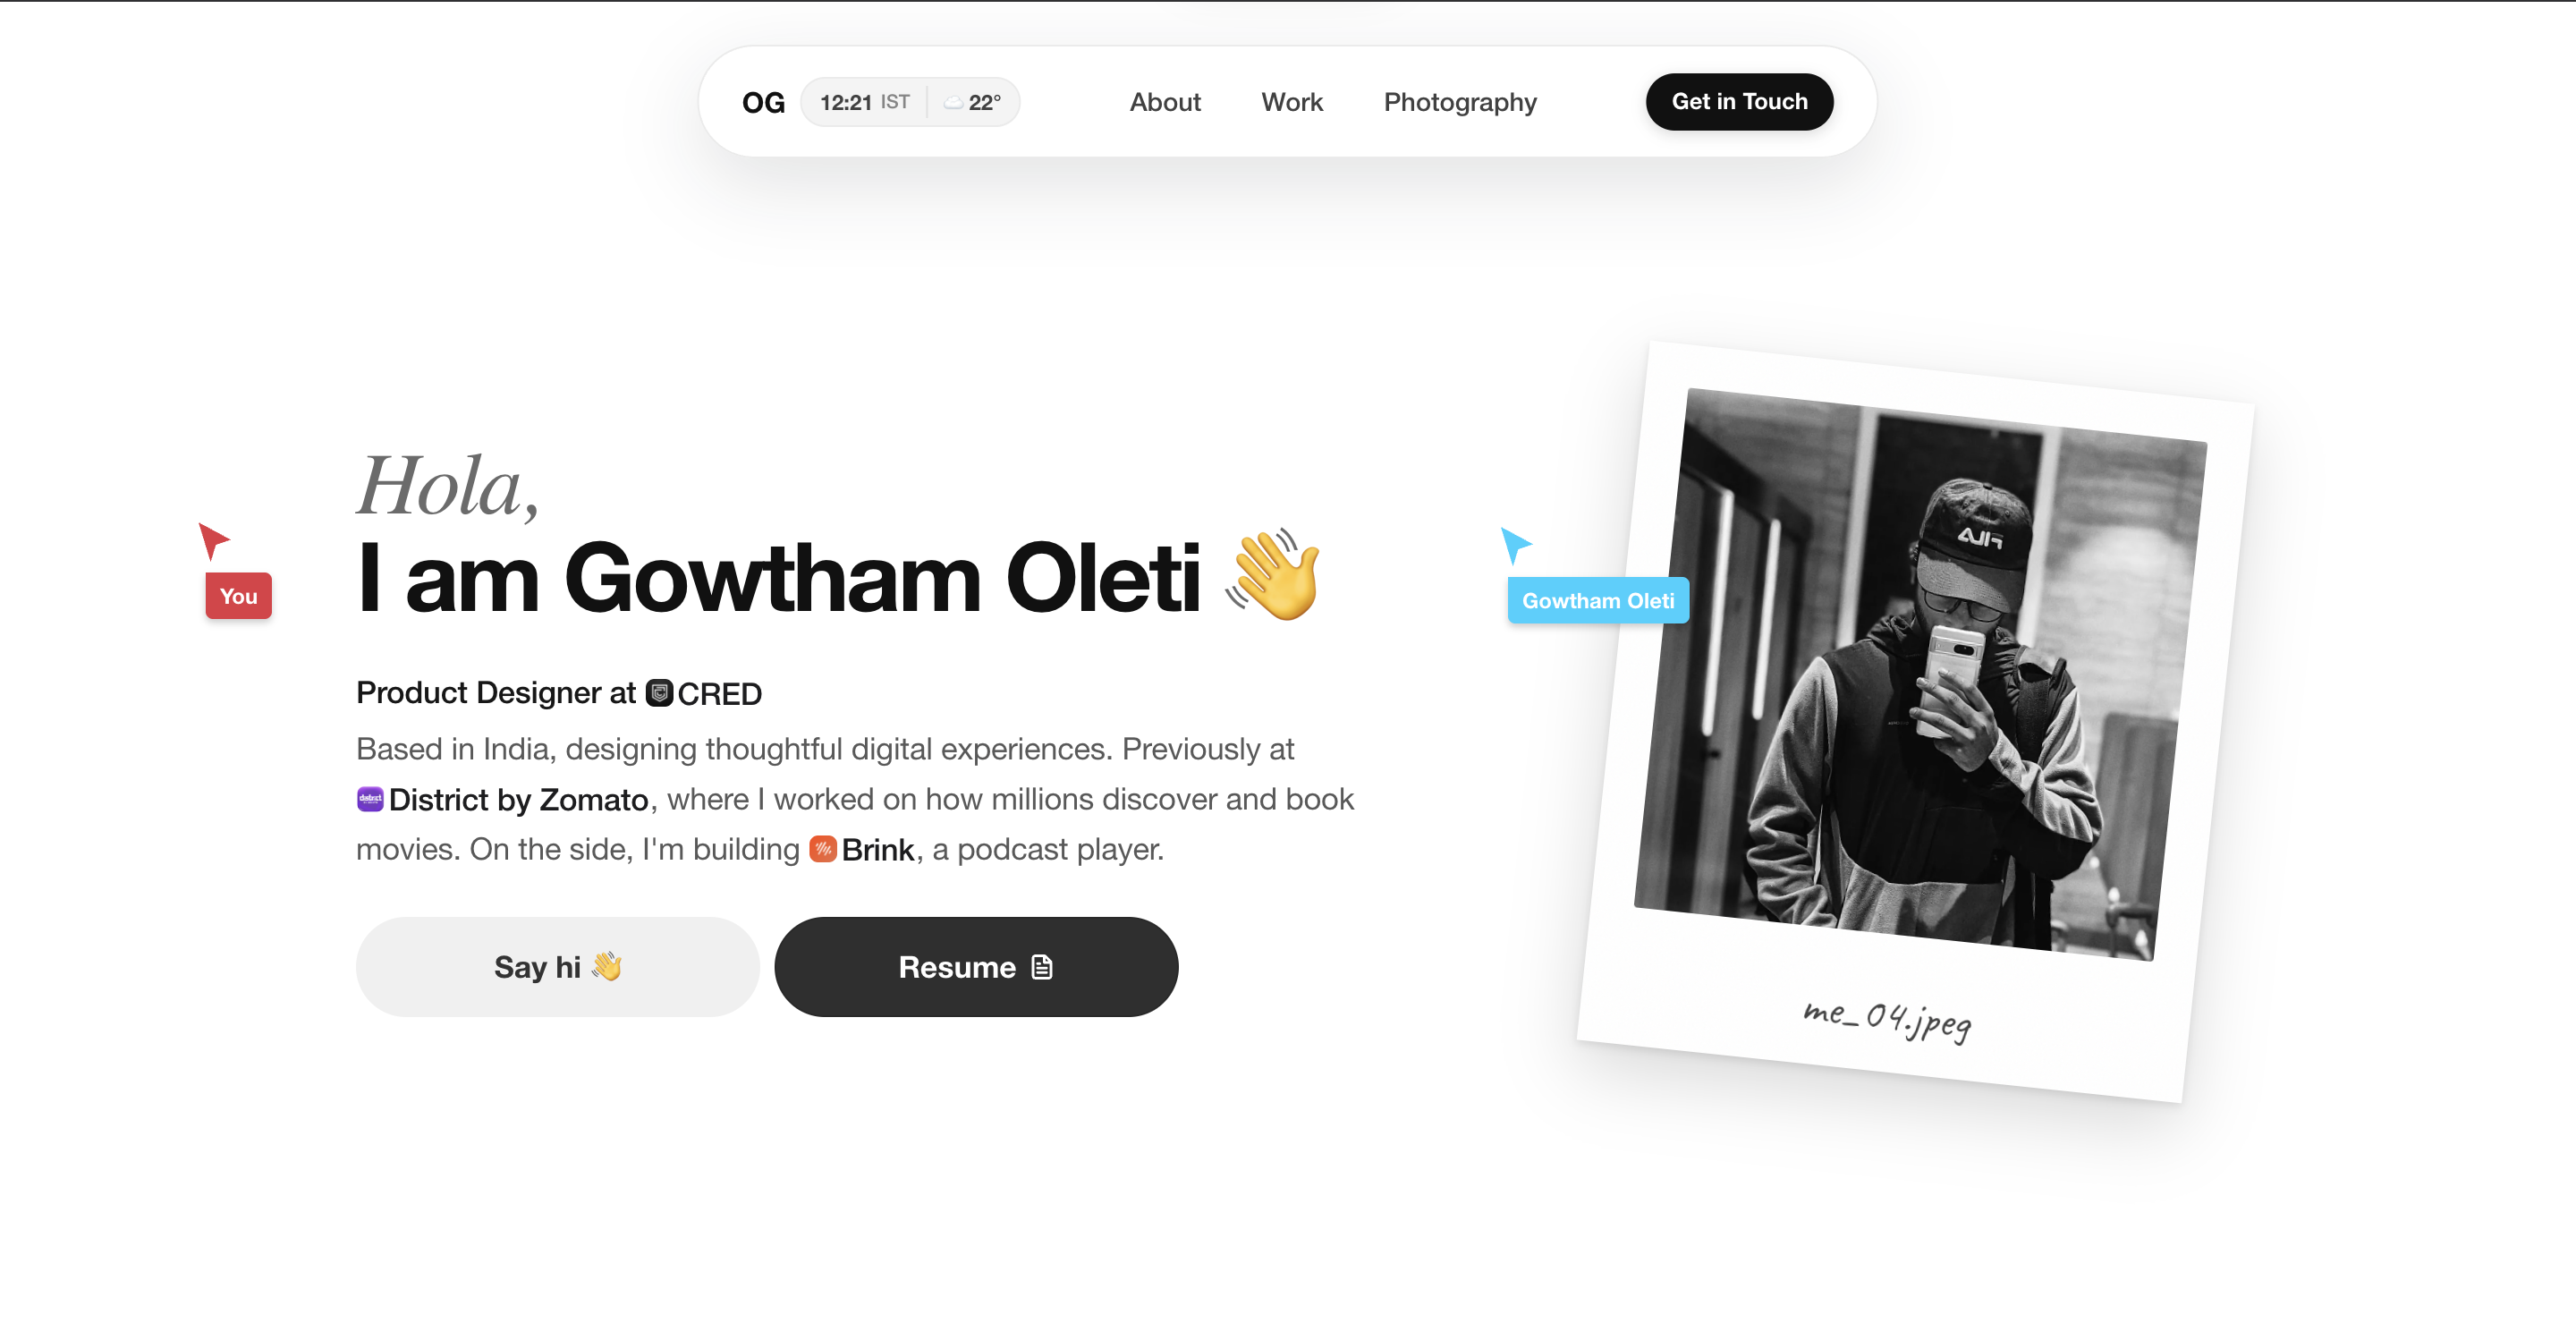 OG 12:21 IST 22° About Work Photography Get in Touch
Hola,
I am Gowtham Oleti 👋
You
Gowtham Oleti
Product Designer at CRED
Based in India, designing thoughtful digital experiences. Previously at
district District by Zomato, where I worked on how millions discover and book
movies. On the side, I'm building Brink, a podcast player.
Say hi 👋
Resume
FILA
me_04.jpeg